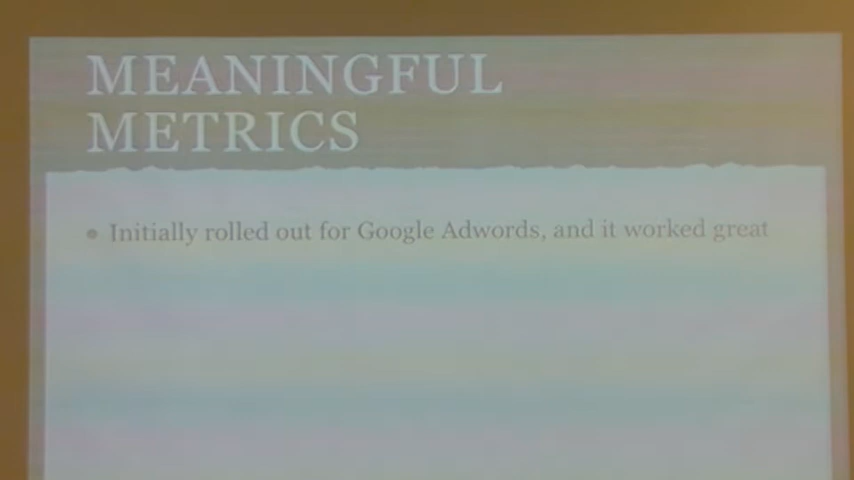 MEANINGFUL
METRICS
Initially rolled out for Google Adwords, and it worked great